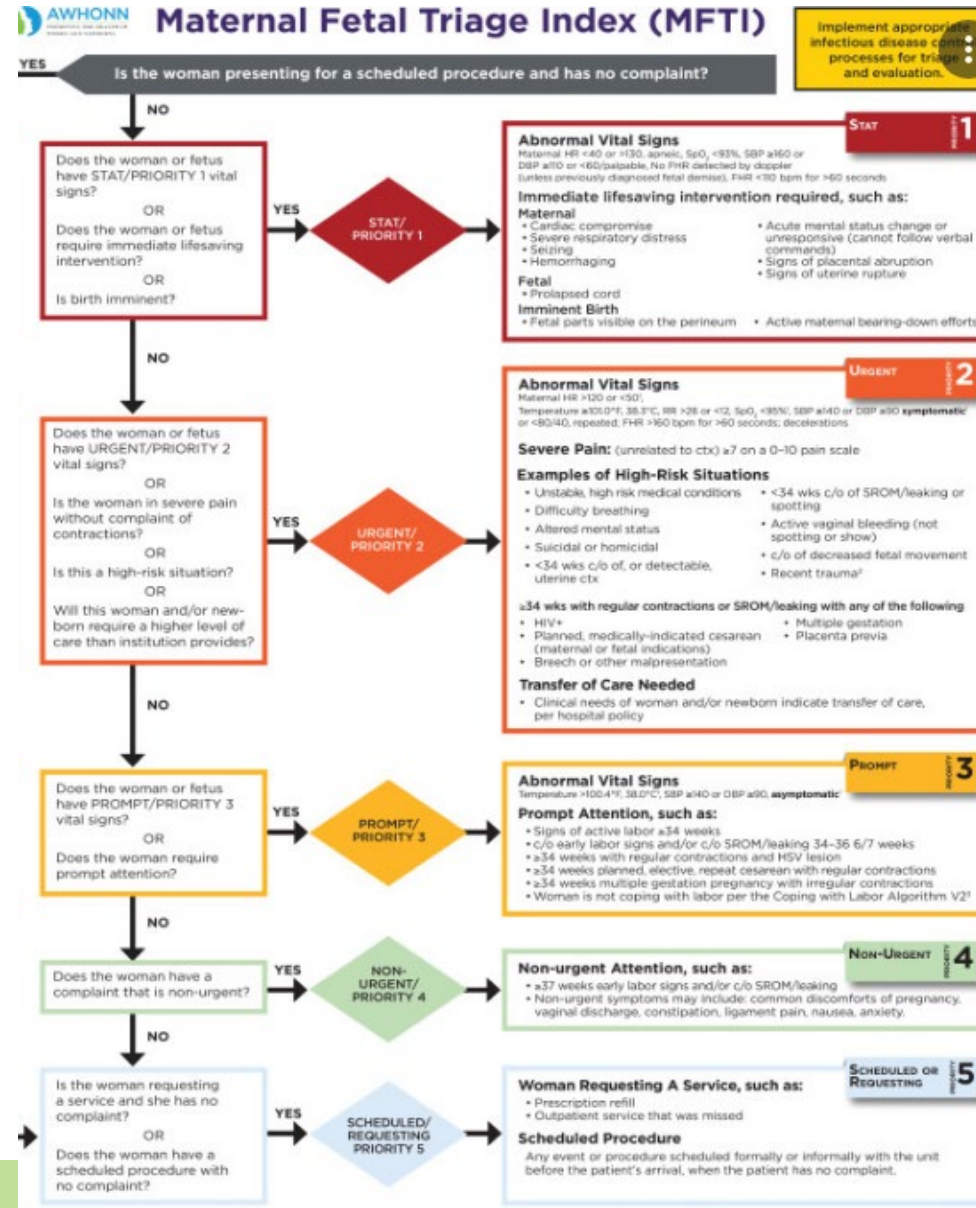 AWHONN
Maternal Fetal Triage Index (MFTI)
Implement appropriate
infectious disease
processes for triage
and evaluation.
YES
Is the woman presenting for a scheduled procedure and has no complaint?
NO
Does the woman or fetus
have STAT/PRIORITY 1 vital
signs?
OR
Does the woman or fetus
require immediate lifesaving
intervention?
OR
Is birth imminent?
YES
STAT/
PRIORITY 1
STAT
PRIORITY 1
Abnormal Vital Signs
Maternal HR <40 or >130, apneic, SpO₂ <93%, SBP ≥160 or
DBP ≥110 or <60/palpable, No FHR detected by doppler
(unless previously diagnosed fetal demise), FHR <110 bpm for >60 seconds
Immediate lifesaving intervention required, such as:
Maternal
• Cardiac compromise
• Severe respiratory distress
• Seizing
• Hemorrhaging
• Acute mental status change or
unresponsive (cannot follow verbal
commands)
• Signs of placental abruption
• Signs of uterine rupture
Fetal
• Prolapsed cord
Imminent Birth
• Fetal parts visible on the perineum
• Active maternal bearing-down efforts
NO
Does the woman or fetus
have URGENT/PRIORITY 2
vital signs?
OR
Is the woman in severe pain
without complaint of
contractions?
OR
Is this a high-risk situation?
OR
Will this woman and/or new-
born require a higher level of
care than institution provides?
YES
URGENT/
PRIORITY 2
URGENT
PRIORITY 2
Abnormal Vital Signs
Maternal HR >120 or <50¹,
Temperature ≥101.0°F, 38.3°C, RR >26 or <12, SpO₂ <95%, SBP ≥140 or DBP ≥90 symptomatic
or <80/40, repeated; FHR >160 bpm for >60 seconds; decelerations
Severe Pain: (unrelated to ctx) ≥7 on a 0–10 pain scale
Examples of High-Risk Situations
• Unstable, high risk medical conditions
• Difficulty breathing
• Altered mental status
• Suicidal or homicidal
• <34 wks c/o of, or detectable,
uterine ctx
• <34 wks c/o of SROM/leaking or
spotting
• Active vaginal bleeding (not
spotting or show)
• c/o of decreased fetal movement
• Recent trauma²
≥34 wks with regular contractions or SROM/leaking with any of the following
• HIV+
• Planned, medically-indicated cesarean
(maternal or fetal indications)
• Breech or other malpresentation
• Multiple gestation
• Placenta previa
Transfer of Care Needed
• Clinical needs of woman and/or newborn indicate transfer of care,
per hospital policy
NO
Does the woman or fetus
have PROMPT/PRIORITY 3
vital signs?
OR
Does the woman require
prompt attention?
YES
PROMPT/
PRIORITY 3
PROMPT
PRIORITY 3
Abnormal Vital Signs
Temperature >100.4°F, 38.0°C¹, SBP ≥140 or DBP ≥90, asymptomatic
Prompt Attention, such as:
• Signs of active labor ≥34 weeks
• c/o early labor signs and/or c/o SROM/leaking 34–36 6/7 weeks
• ≥34 weeks with regular contractions and HSV lesion
• ≥34 weeks planned, elective, repeat cesarean with regular contractions
• ≥34 weeks multiple gestation pregnancy with irregular contractions
• Woman is not coping with labor per the Coping with Labor Algorithm V2³
NO
Does the woman have a
complaint that is non-urgent?
YES
NON-
URGENT/
PRIORITY 4
NON-URGENT
PRIORITY 4
Non-urgent Attention, such as:
• ≥37 weeks early labor signs and/or c/o SROM/leaking
• Non-urgent symptoms may include: common discomforts of pregnancy,
vaginal discharge, constipation, ligament pain, nausea, anxiety.
NO
Is the woman requesting
a service and she has no
complaint?
OR
Does the woman have a
scheduled procedure with
no complaint?
YES
SCHEDULED/
REQUESTING
PRIORITY 5
SCHEDULED OR
REQUESTING
PRIORITY 5
Woman Requesting A Service, such as:
• Prescription refill
• Outpatient service that was missed
Scheduled Procedure
Any event or procedure scheduled formally or informally with the unit
before the patient's arrival, when the patient has no complaint.